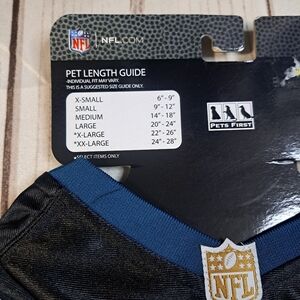 NFL
NFL.COM
PET LENGTH GUIDE
-INDIVIDUAL FIT MAY VARY.
THIS IS A SUGGESTED SIZE GUIDE ONLY.
X-SMALL 6" - 9"
SMALL 9" - 12"
MEDIUM 14" - 18"
LARGE 20" - 24"
*X-LARGE 22" - 26"
*XX-LARGE 24" - 28"
*SELECT ITEMS ONLY
PETS FIRST
NFL